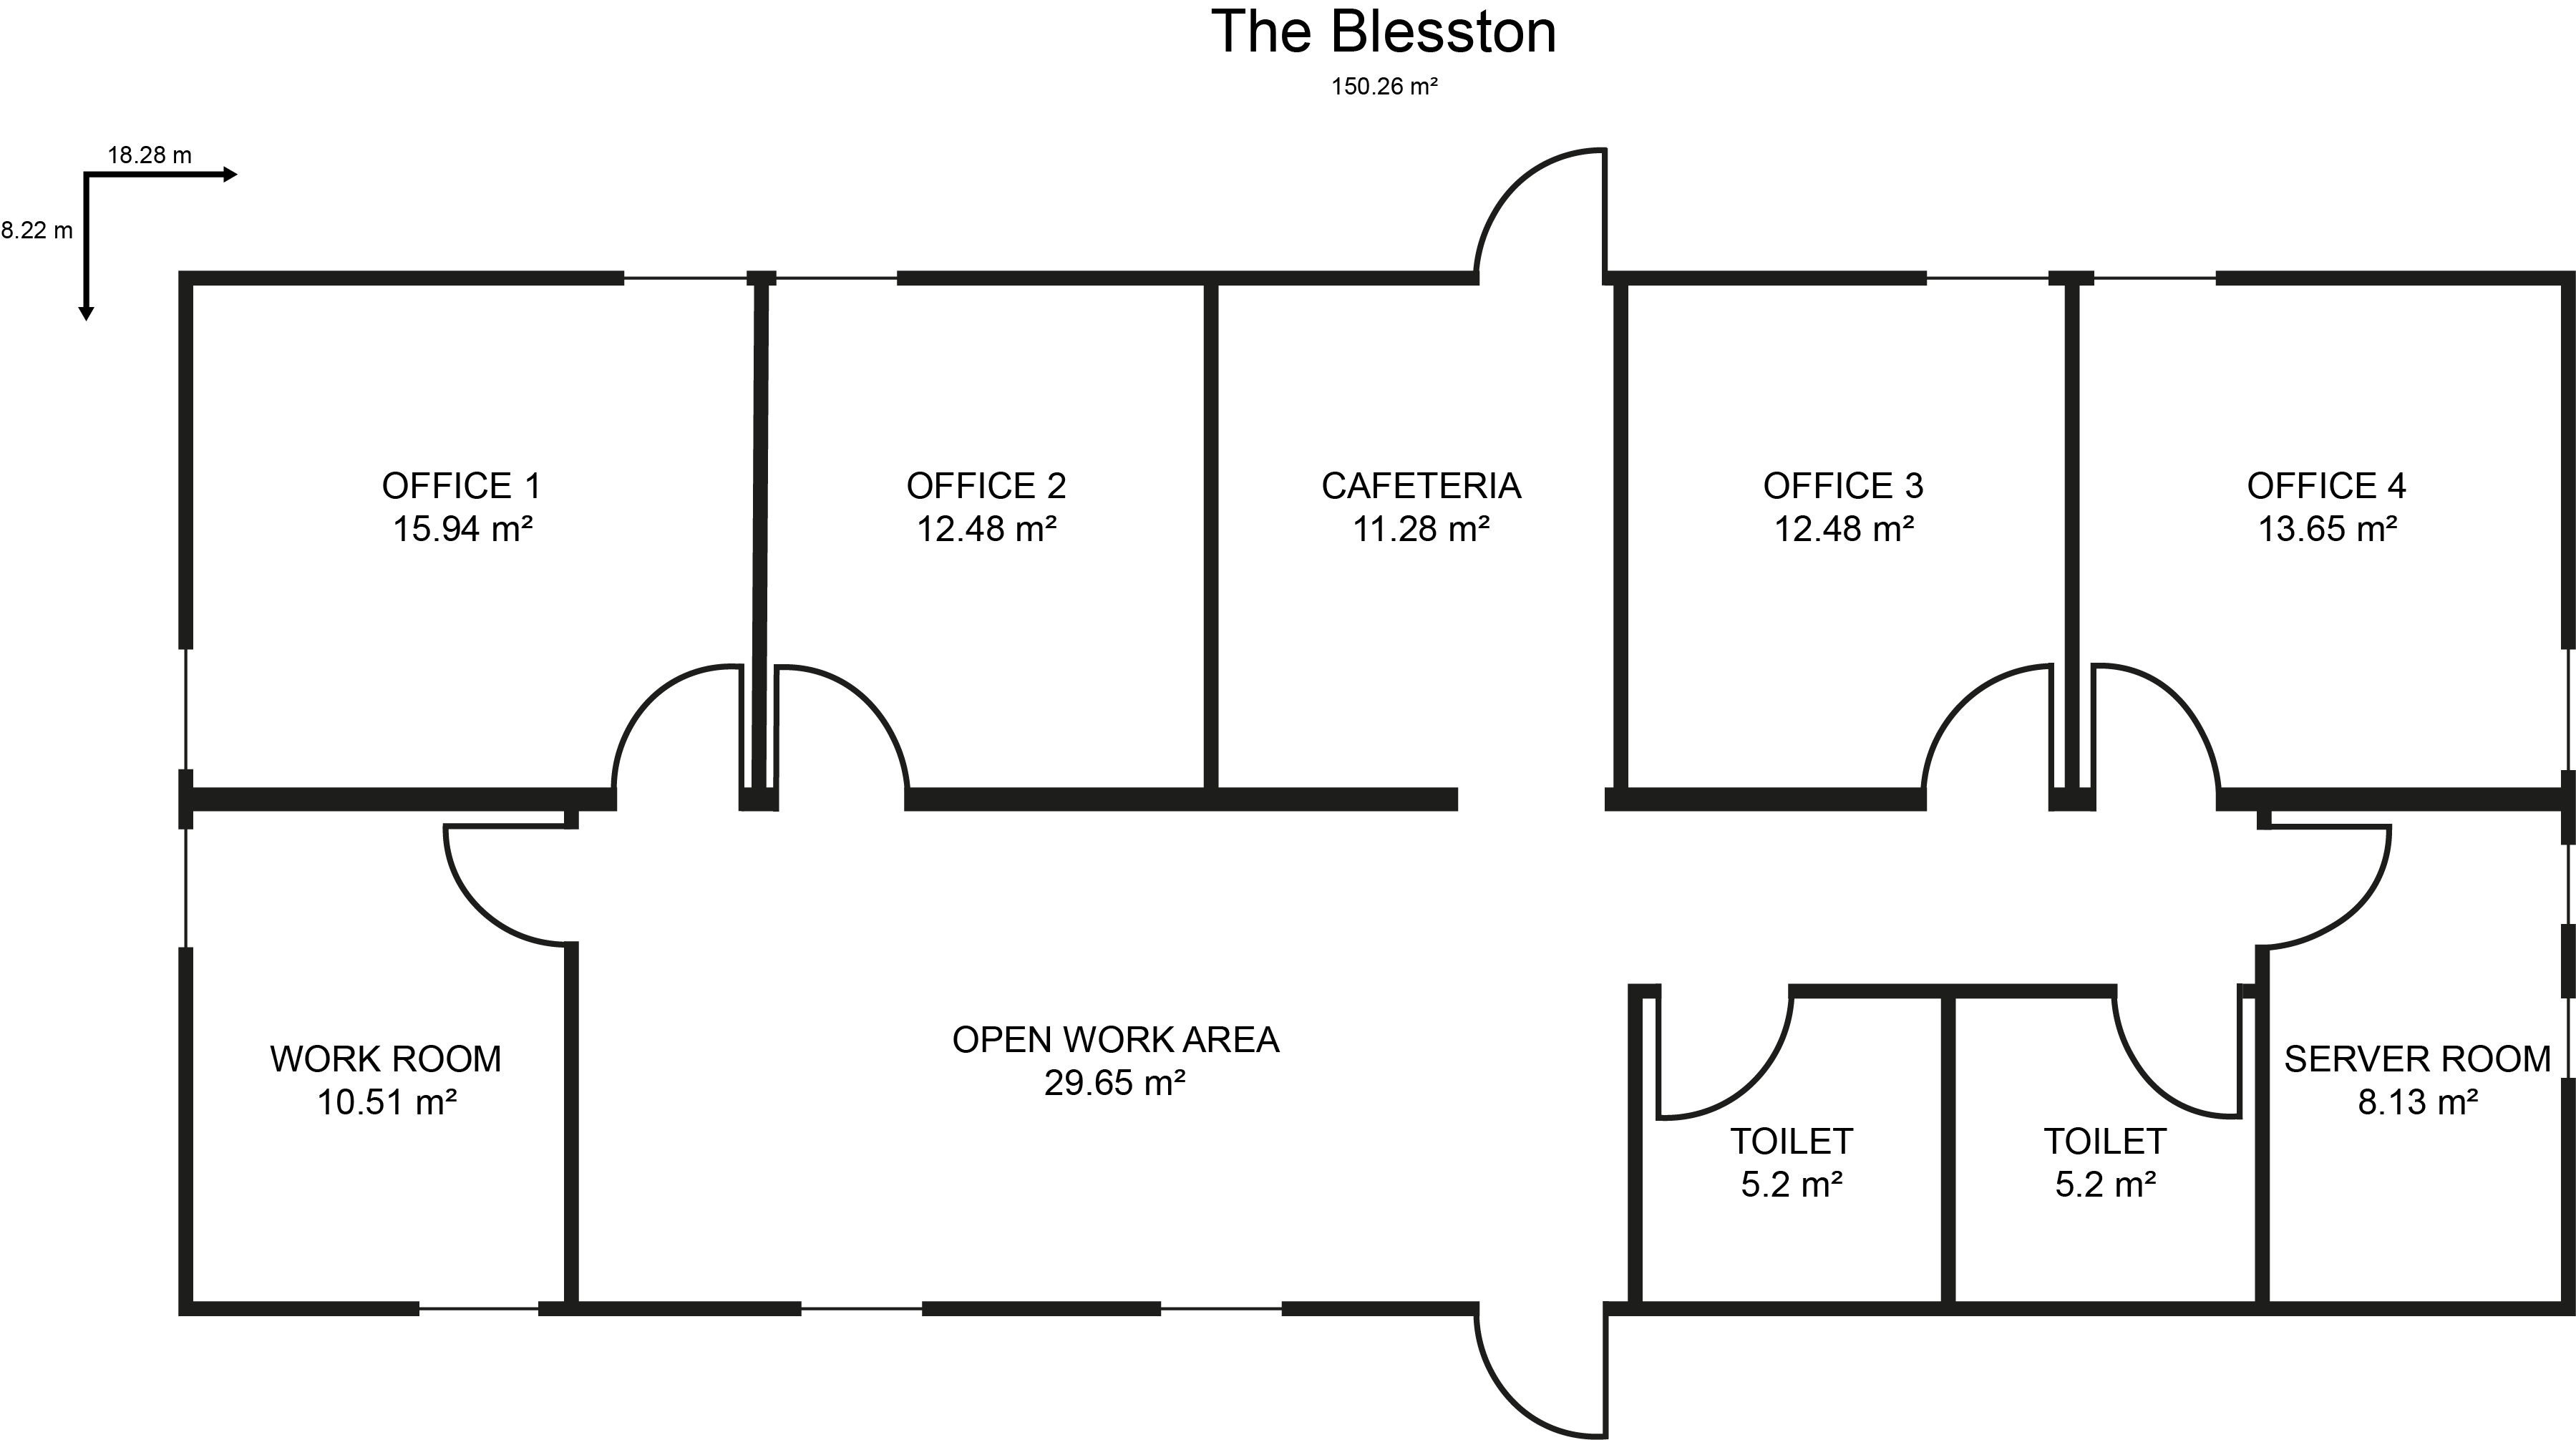 The Blesston
150.26 m²
18.28 m
8.22 m
OFFICE 1
15.94 m²
OFFICE 2
12.48 m²
CAFETERIA
11.28 m²
OFFICE 3
12.48 m²
OFFICE 4
13.65 m²
WORK ROOM
10.51 m²
OPEN WORK AREA
29.65 m²
TOILET
5.2 m²
TOILET
5.2 m²
SERVER ROOM
8.13 m²